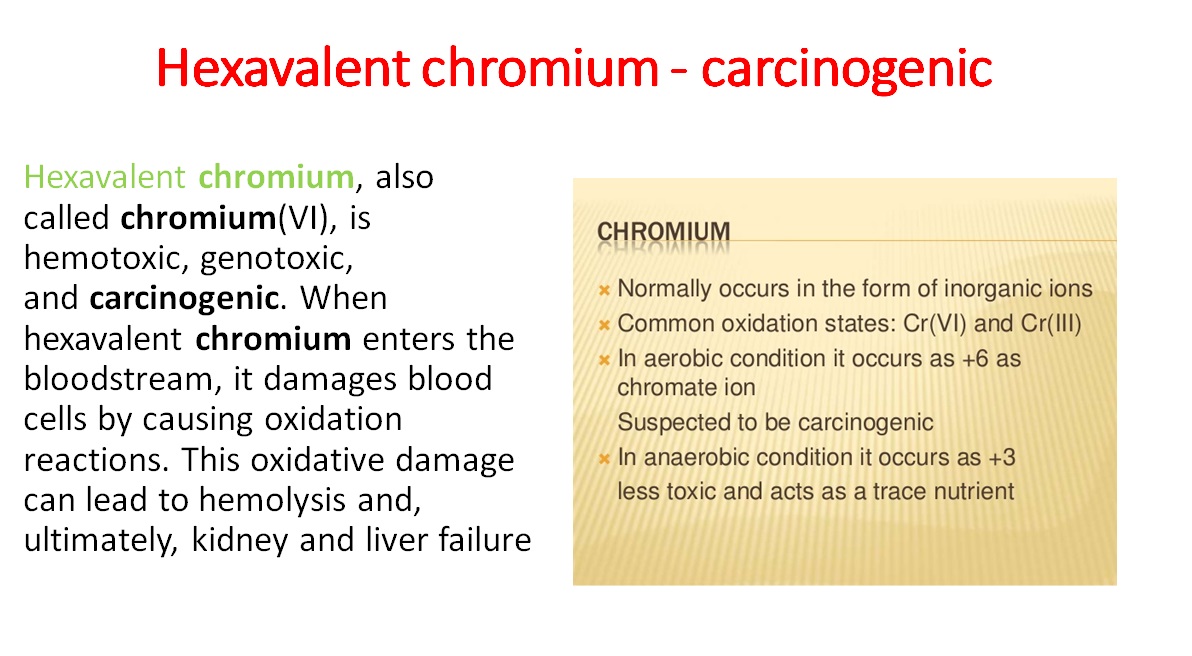 Hexavalent chromium - carcinogenic
Hexavalent chromium, also
called chromium(VI), is
hemotoxic, genotoxic,
and carcinogenic. When
hexavalent chromium enters the
bloodstream, it damages blood
cells by causing oxidation
reactions. This oxidative damage
can lead to hemolysis and,
ultimately, kidney and liver failure
CHROMIUM
Normally occurs in the form of inorganic ions
Common oxidation states: Cr(VI) and Cr(III)
In aerobic condition it occurs as +6 as
chromate ion
Suspected to be carcinogenic
In anaerobic condition it occurs as +3
less toxic and acts as a trace nutrient